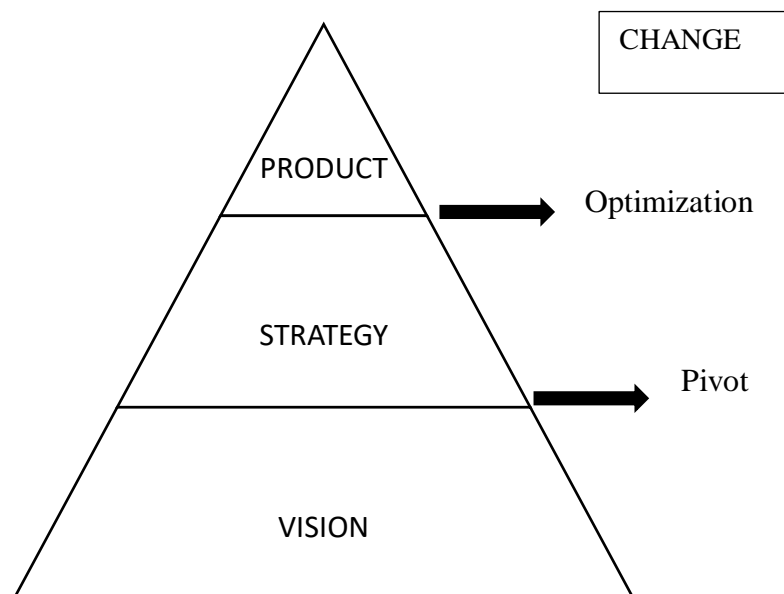 CHANGE
PRODUCT
Optimization
STRATEGY
Pivot
VISION